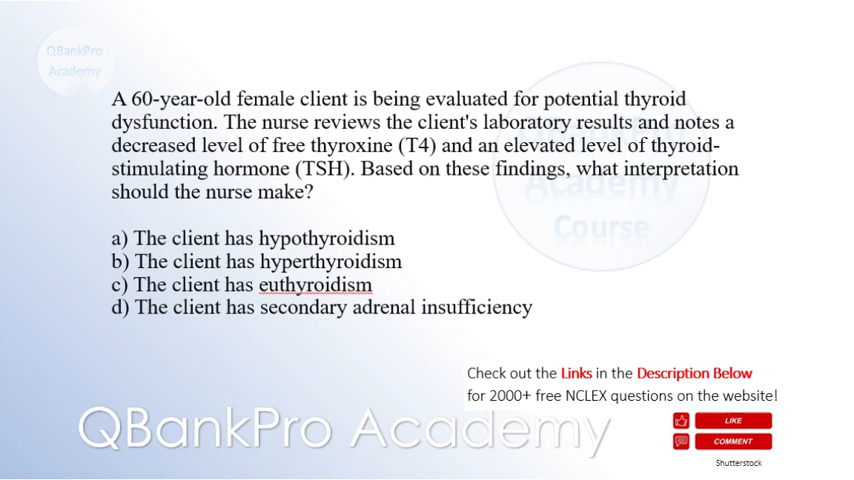 QBankPro
Academy
A 60-year-old female client is being evaluated for potential thyroid
dysfunction. The nurse reviews the client's laboratory results and notes a
decreased level of free thyroxine (T4) and an elevated level of thyroid-
stimulating hormone (TSH). Based on these findings, what interpretation
should the nurse make?
a) The client has hypothyroidism
b) The client has hyperthyroidism
c) The client has euthyroidism
d) The client has secondary adrenal insufficiency
QBankPro
Academy
Course
Check out the Links in the Description Below
for 2000+ free NCLEX questions on the website!
QBankPro Academy
LIKE
COMMENT
Shutterstock